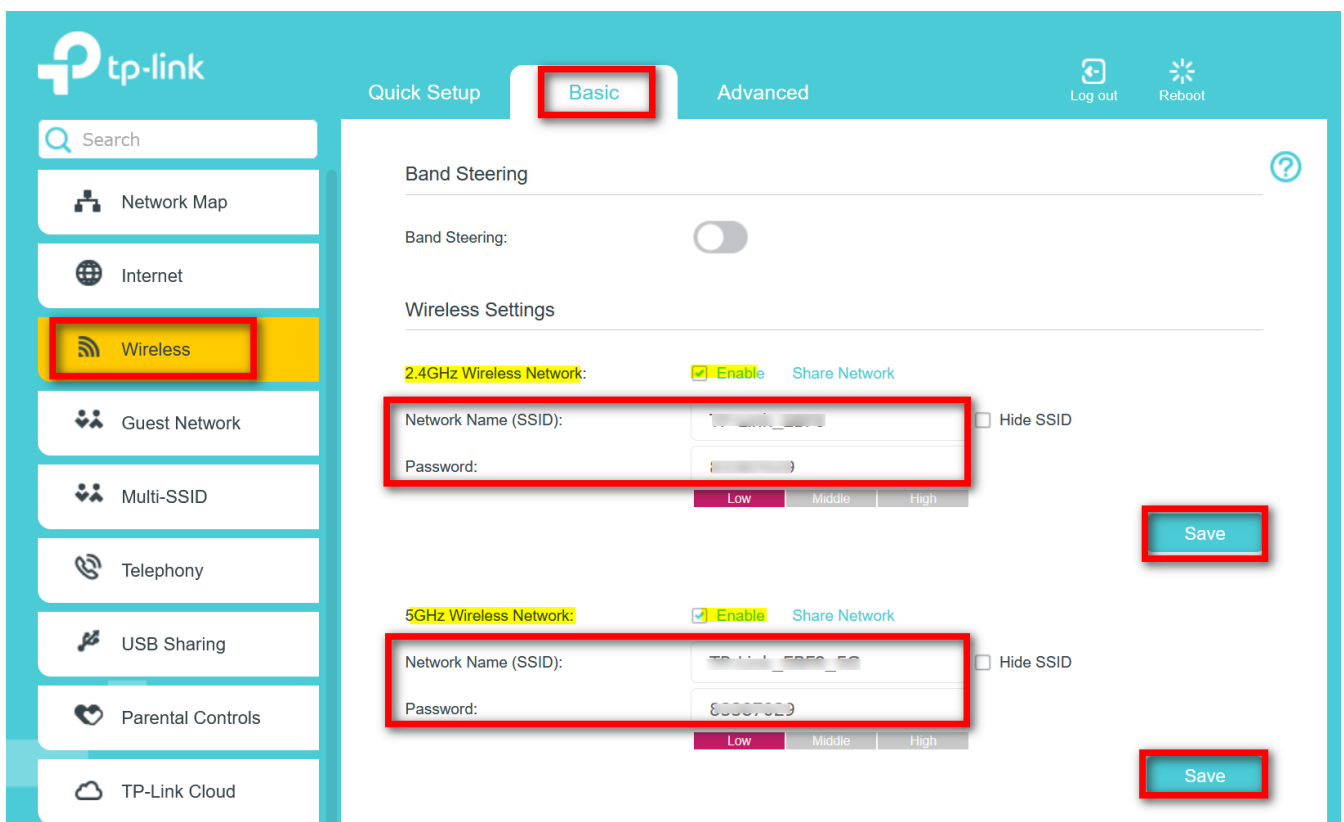 tp-link
Quick Setup
Basic
Advanced
Log out
Reboot
Search
Network Map
Internet
Wireless
Guest Network
Multi-SSID
Telephony
USB Sharing
Parental Controls
TP-Link Cloud
Band Steering
Band Steering:
Wireless Settings
2.4GHz Wireless Network: Enable Share Network
Network Name (SSID): Hide SSID
Password:
Low Middle High
Save
5GHz Wireless Network: Enable Share Network
Network Name (SSID): Hide SSID
Password:
Low Middle High
Save